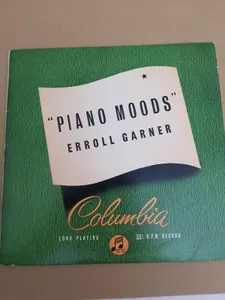 "PIANO MOODS"
ERROLL GARNER
Columbia
LONG PLAYING 33⅓ R.P.M. RECORD